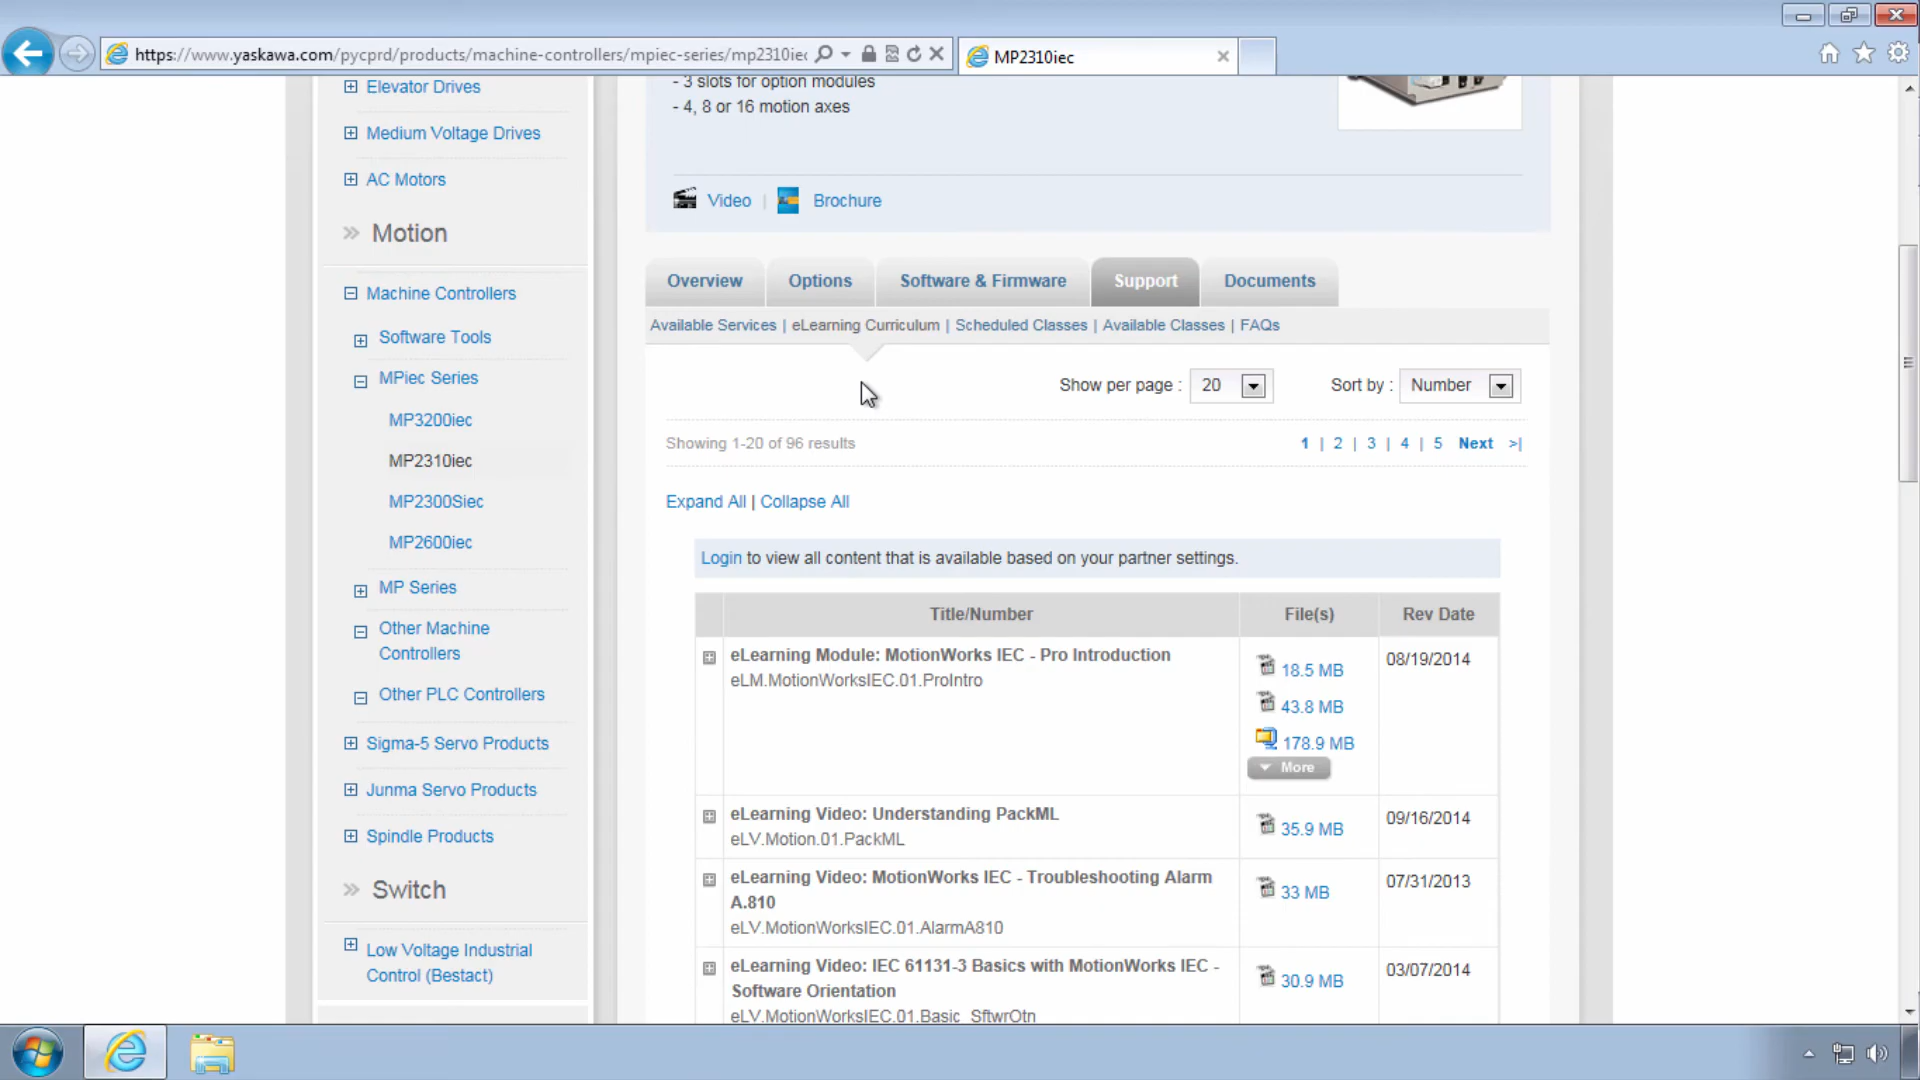 https://www.yaskawa.com/pycprd/products/machine-controllers/mpiec-series/mp2310iec
MP2310iec
Elevator Drives
Medium Voltage Drives
AC Motors
Motion
Machine Controllers
Software Tools
MPiec Series
MP3200iec
MP2310iec
MP2300Siec
MP2600iec
MP Series
Other Machine
Controllers
Other PLC Controllers
Sigma-5 Servo Products
Junma Servo Products
Spindle Products
Switch
Low Voltage Industrial
Control (Bestact)
- 3 slots for option modules
- 4, 8 or 16 motion axes
Video | Brochure
Overview Options Software & Firmware Support Documents
Available Services | eLearning Curriculum | Scheduled Classes | Available Classes | FAQs
Show per page : 20 Sort by : Number
Showing 1-20 of 96 results 1 | 2 | 3 | 4 | 5 Next >|
Expand All | Collapse All
Login to view all content that is available based on your partner settings.
Title/Number File(s) Rev Date
eLearning Module: MotionWorks IEC - Pro Introduction
eLM.MotionWorksIEC.01.ProIntro
18.5 MB
43.8 MB
178.9 MB
More
08/19/2014
eLearning Video: Understanding PackML
eLV.Motion.01.PackML
35.9 MB
09/16/2014
eLearning Video: MotionWorks IEC - Troubleshooting Alarm
A.810
eLV.MotionWorksIEC.01.AlarmA810
33 MB
07/31/2013
eLearning Video: IEC 61131-3 Basics with MotionWorks IEC -
Software Orientation
eLV.MotionWorksIEC.01.Basic_SftwrOtn
30.9 MB
03/07/2014